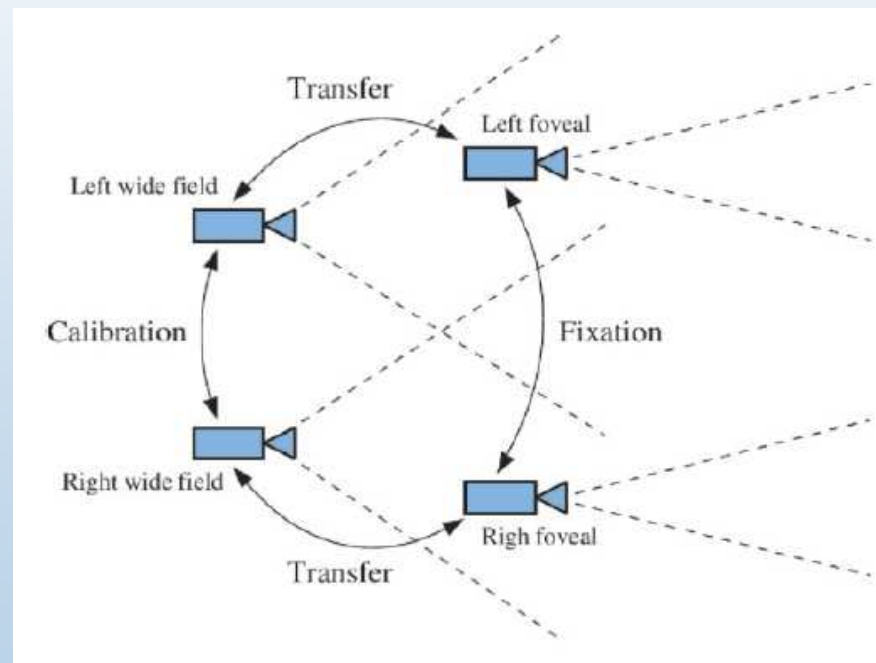 Transfer
Left foveal
Left wide field
Calibration
Fixation
Right wide field
Righ foveal
Transfer